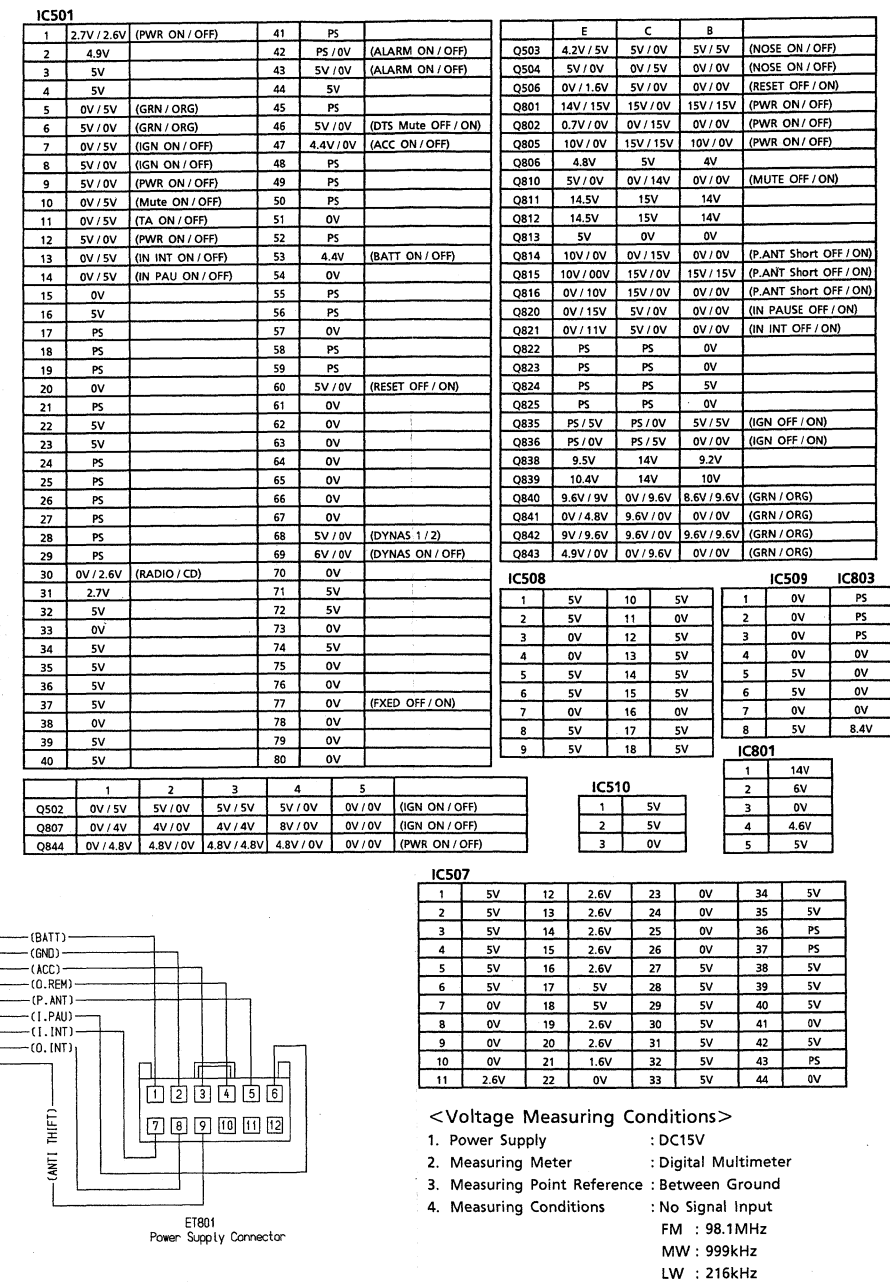 IC501
1 2.7V / 2.6V (PWR ON / OFF) 41 PS
2 4.9V 42 PS / 0V (ALARM ON / OFF)
3 5V 43 5V / 0V (ALARM ON / OFF)
4 5V 44 5V
5 0V / 5V (GRN / ORG) 45 PS
6 5V / 0V (GRN / ORG) 46 5V / 0V (DTS Mute OFF / ON)
7 0V / 5V (IGN ON / OFF) 47 4.4V / 0V (ACC ON / OFF)
8 5V / 0V (IGN ON / OFF) 48 PS
9 5V / 0V (PWR ON / OFF) 49 PS
10 0V / 5V (Mute ON / OFF) 50 PS
11 0V / 5V (TA ON / OFF) 51 0V
12 5V / 0V (PWR ON / OFF) 52 PS
13 0V / 5V (IN INT ON / OFF) 53 4.4V (BATT ON / OFF)
14 0V / 5V (IN PAU ON / OFF) 54 0V
15 0V 55 PS
16 5V 56 PS
17 PS 57 0V
18 PS 58 PS
19 PS 59 PS
20 0V 60 5V / 0V (RESET OFF / ON)
21 PS 61 0V
22 5V 62 0V
23 5V 63 0V
24 PS 64 0V
25 PS 65 0V
26 PS 66 0V
27 PS 67 0V
28 PS 68 5V / 0V (DYNAS 1 / 2)
29 PS 69 6V / 0V (DYNAS ON / OFF)
30 0V / 2.6V (RADIO / CD) 70 0V
31 2.7V 71 5V
32 5V 72 5V
33 0V 73 0V
34 5V 74 5V
35 5V 75 0V
36 5V 76 0V
37 5V 77 0V (FXED OFF / ON)
38 0V 78 0V
39 5V 79 0V
40 5V 80 0V
E C B
Q503 4.2V / 5V 5V / 0V 5V / 5V (NOSE ON / OFF)
Q504 5V / 0V 0V / 5V 0V / 0V (NOSE ON / OFF)
Q506 0V / 1.6V 5V / 0V 0V / 0V (RESET OFF / ON)
Q801 14V / 15V 15V / 0V 15V / 15V (PWR ON / OFF)
Q802 0.7V / 0V 0V / 15V 0V / 0V (PWR ON / OFF)
Q805 10V / 0V 15V / 15V 10V / 0V (PWR ON / OFF)
Q806 4.8V 5V 4V
Q810 5V / 0V 0V / 14V 0V / 0V (MUTE OFF / ON)
Q811 14.5V 15V 14V
Q812 14.5V 15V 14V
Q813 5V 0V 0V
Q814 10V / 0V 0V / 15V 0V / 0V (P.ANT Short OFF / ON)
Q815 10V / 00V 15V / 0V 15V / 15V (P.ANT Short OFF / ON)
Q816 0V / 10V 15V / 0V 0V / 0V (P.ANT Short OFF / ON)
Q820 0V / 15V 5V / 0V 0V / 0V (IN PAUSE OFF / ON)
Q821 0V / 11V 5V / 0V 0V / 0V (IN INT OFF / ON)
Q822 PS PS 0V
Q823 PS PS 0V
Q824 PS PS 5V
Q825 PS PS 0V
Q835 PS / 5V PS / 0V 5V / 5V (IGN OFF / ON)
Q836 PS / 0V PS / 5V 0V / 0V (IGN OFF / ON)
Q838 9.5V 14V 9.2V
Q839 10.4V 14V 10V
Q840 9.6V / 9V 0V / 9.6V 8.6V / 9.6V (GRN / ORG)
Q841 0V / 4.8V 9.6V / 0V 0V / 0V (GRN / ORG)
Q842 9V / 9.6V 9.6V / 0V 9.6V / 9.6V (GRN / ORG)
Q843 4.9V / 0V 0V / 9.6V 0V / 0V (GRN / ORG)
IC508
1 5V 10 5V
2 5V 11 0V
3 0V 12 5V
4 0V 13 5V
5 5V 14 5V
6 5V 15 5V
7 0V 16 0V
8 5V 17 5V
9 5V 18 5V
IC509 IC803
1 0V PS
2 0V PS
3 0V PS
4 0V 0V
5 5V 0V
6 5V 0V
7 0V 0V
8 5V 8.4V
IC801
1 14V
2 6V
3 0V
4 4.6V
5 5V
1 2 3 4 5
Q502 0V / 5V 5V / 0V 5V / 5V 5V / 0V 0V / 0V (IGN ON / OFF)
Q807 0V / 4V 4V / 0V 4V / 4V 8V / 0V 0V / 0V (IGN ON / OFF)
Q844 0V / 4.8V 4.8V / 0V 4.8V / 4.8V 4.8V / 0V 0V / 0V (PWR ON / OFF)
IC510
1 5V
2 5V
3 0V
IC507
1 5V 12 2.6V 23 0V 34 5V
2 5V 13 2.6V 24 0V 35 5V
3 5V 14 2.6V 25 0V 36 PS
4 5V 15 2.6V 26 0V 37 PS
5 5V 16 2.6V 27 5V 38 5V
6 5V 17 5V 28 5V 39 5V
7 0V 18 5V 29 5V 40 5V
8 0V 19 2.6V 30 5V 41 0V
9 0V 20 2.6V 31 5V 42 5V
10 0V 21 1.6V 32 5V 43 PS
11 2.6V 22 0V 33 5V 44 0V
(BATT)
(GND)
(ACC)
(O.REM)
(P.ANT)
(I.PAU)
(I.INT)
(O.INT)
(ANTI THIFT)
1 2 3 4 5 6
7 8 9 10 11 12
ET801
Power Supply Connector
<Voltage Measuring Conditions>
1. Power Supply : DC15V
2. Measuring Meter : Digital Multimeter
3. Measuring Point Reference : Between Ground
4. Measuring Conditions : No Signal Input
FM : 98.1MHz
MW : 999kHz
LW : 216kHz